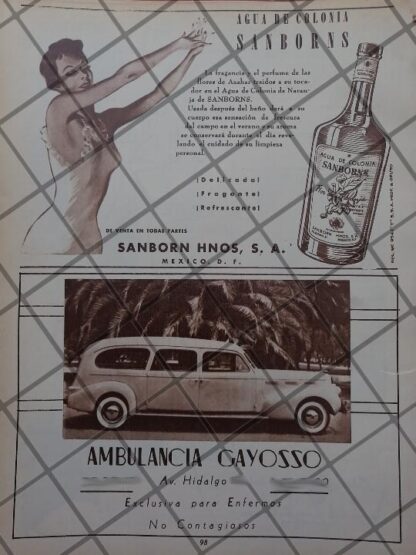 AGUA DE COLONIA
SANBORNS
La fragancia y el perfume de las
flores de Azahar traidos a su toca-
dor en el Agua de Colonia de Naran-
ja de SANBORNS.
Usada después del baño dará a su
cuerpo esa sensación de frescura
del campo en el verano y su aroma
se conservará durante el día reve-
lando el cuidado de su limpieza
personal.
¡Delicada!
¡Fragante!
¡Refrescante!
AGUA DE COLONIA
SANBORNS
DE VENTA EN TODAS PARTES
SANBORN HNOS, S. A.
MEXICO, D. F.
AMBULANCIA GAYOSSO
Av. Hidalgo
Exclusiva para Enfermos
No Contagiosos
98